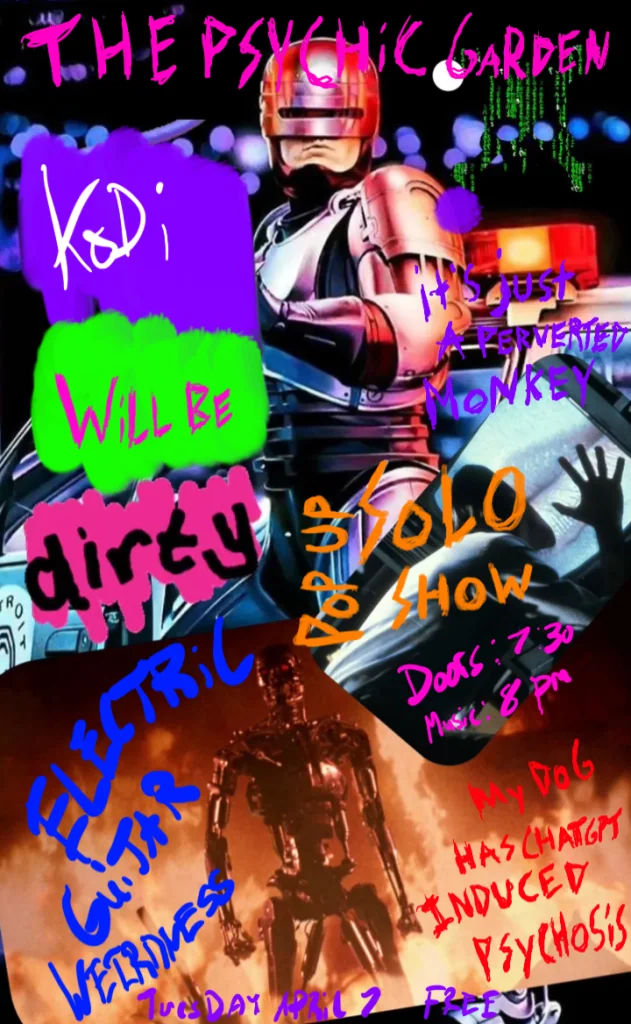 THE PSYCHiC GARDEN
KoDi
WiLL BE
dirty
it's just
A PERVERTED
MONKEY
POP UP
SOLO
SHOW
Doors: 7:30
Music: 8 pm
ELECTRiC
GUiTAR
WEIRDNESS
MY DOG
HAS CHATGPT
INDUCED
PSYCHOSiS
TUESDAY APRiL 7 FREE